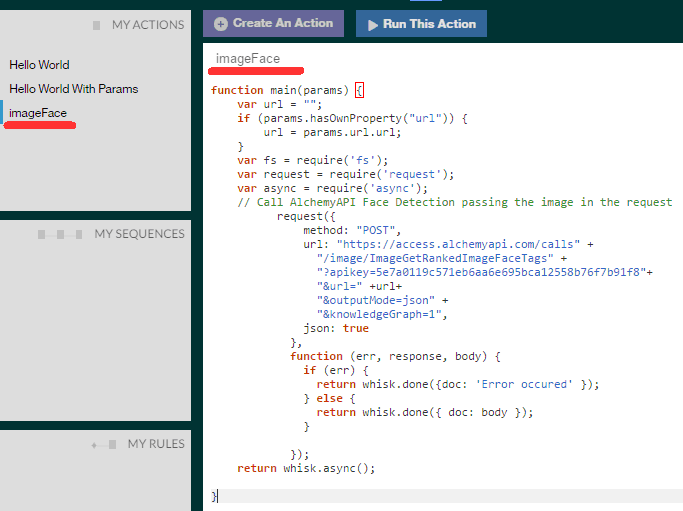 MY ACTIONS
Hello World
Hello World With Params
imageFace
MY SEQUENCES
MY RULES
Create An Action
Run This Action
imageFace
function main(params) {
    var url = "";
    if (params.hasOwnProperty("url")) {
        url = params.url.url;
    }
    var fs = require('fs');
    var request = require('request');
    var async = require('async');
    // Call AlchemyAPI Face Detection passing the image in the request
          request({
              method: "POST",
              url: "https://access.alchemyapi.com/calls" +
                "/image/ImageGetRankedImageFaceTags" +
                "?apikey=5e7a0119c571eb6aa6e695bca12558b76f7b91f8"+
                "&url=" +url+
                "&outputMode=json" +
                "&knowledgeGraph=1",
              json: true
            },
            function (err, response, body) {
              if (err) {
                return whisk.done({doc: 'Error occured' });
              } else {
                return whisk.done({ doc: body });
              }
            });
    return whisk.async();
}